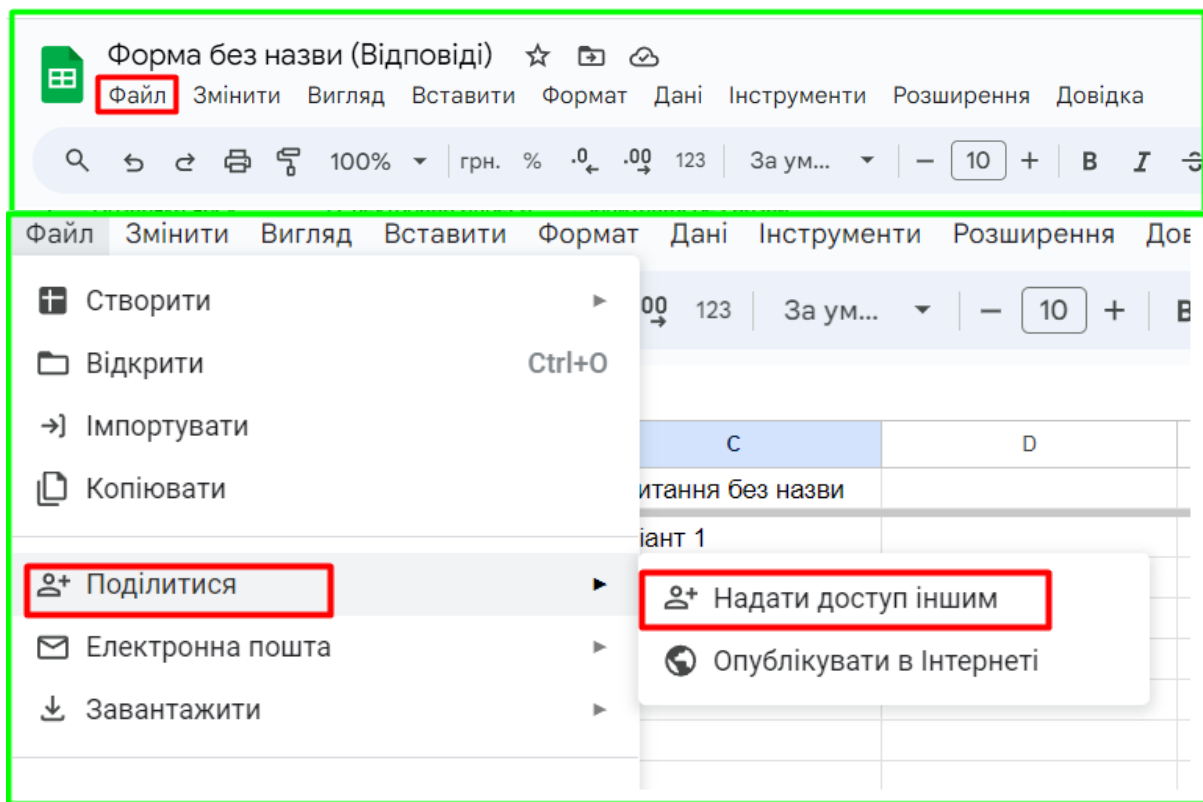 Форма без назви (Відповіді)
Файл Змінити Вигляд Вставити Формат Дані Інструменти Розширення Довідка
100% грн. % .0 .00 123 За ум... − 10 + B I S
Файл Змінити Вигляд Вставити Формат Дані Інструменти Розширення Дов
Створити
00 123 За ум... − 10 + B
Відкрити Ctrl+O
Імпортувати
C D
Копіювати
итання без назви
іант 1
Поділитися
Надати доступ іншим
Електронна пошта
Опублікувати в Інтернеті
Завантажити